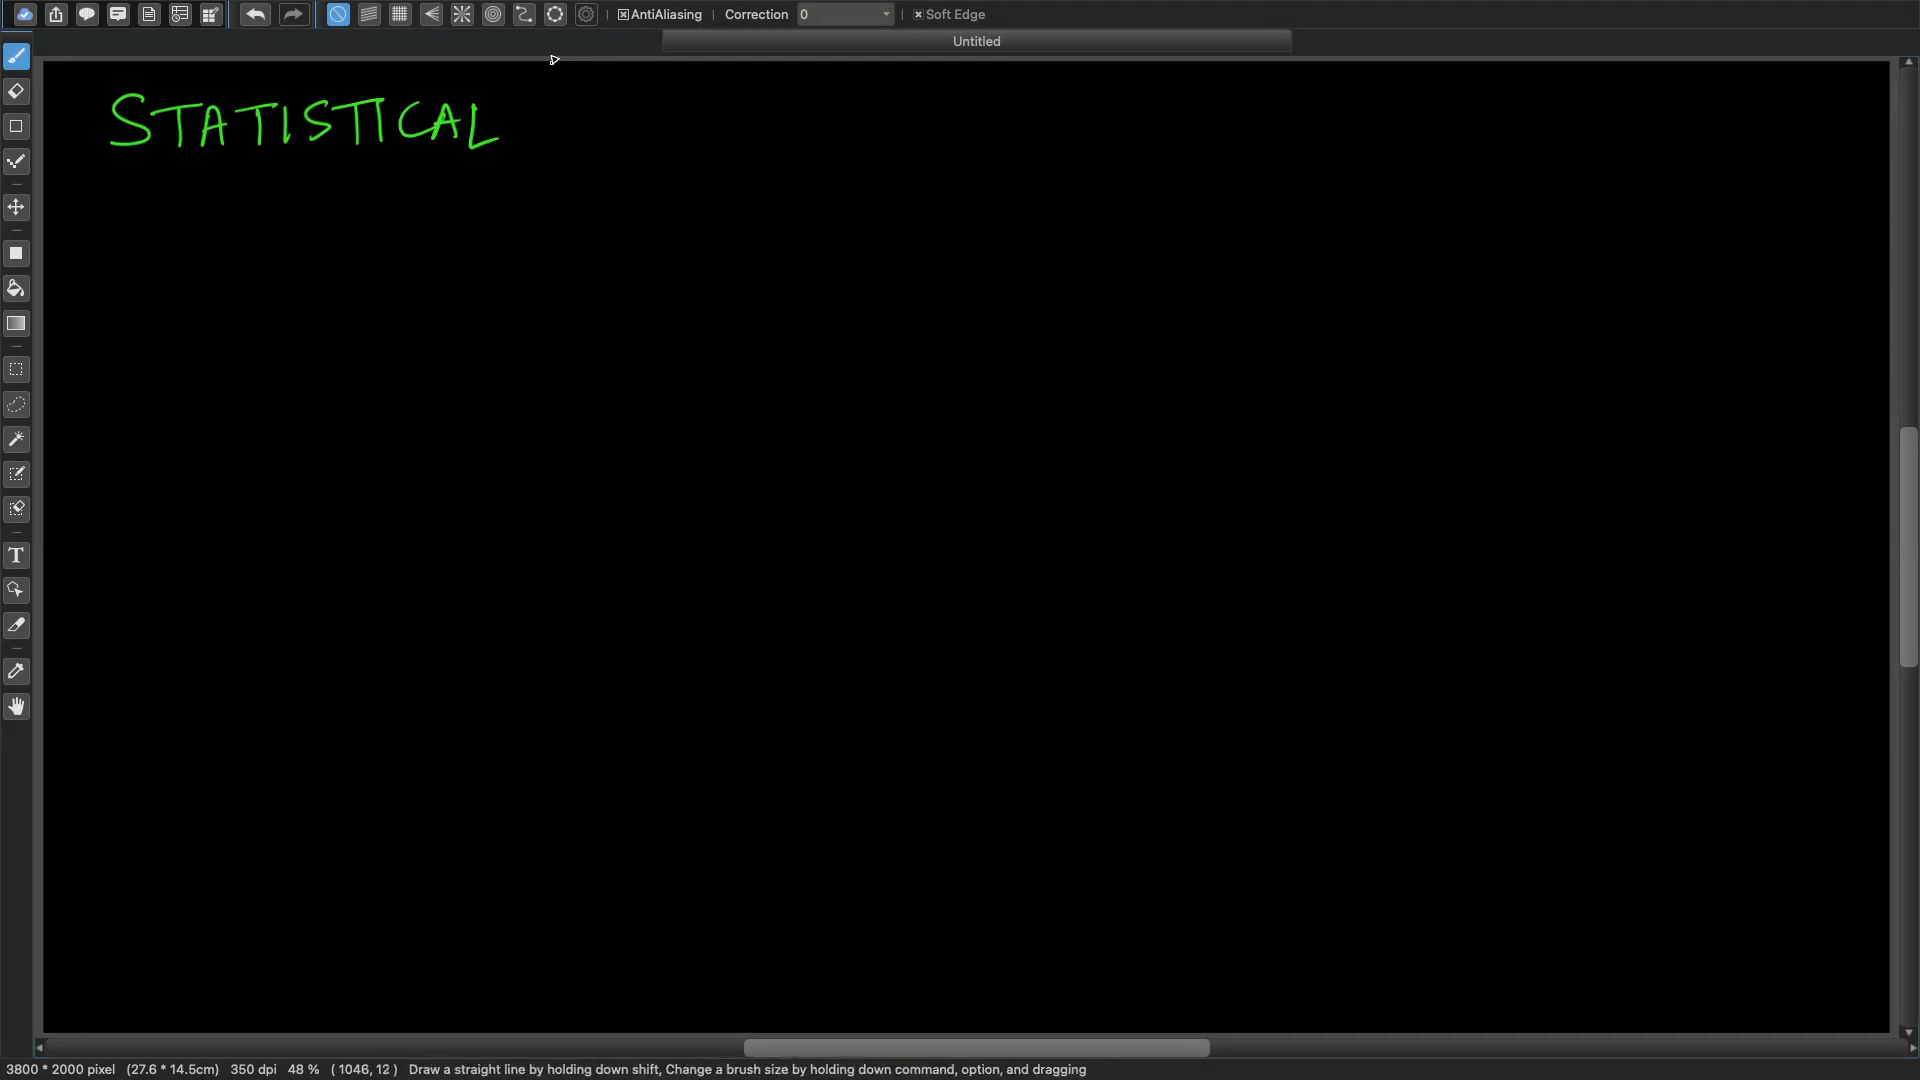 AntiAliasing Correction 0 Soft Edge
Untitled
STATISTICAL
T
3800 * 2000 pixel (27.6 * 14.5cm) 350 dpi 48 % ( 1046, 12 ) Draw a straight line by holding down shift, Change a brush size by holding down command, option, and dragging